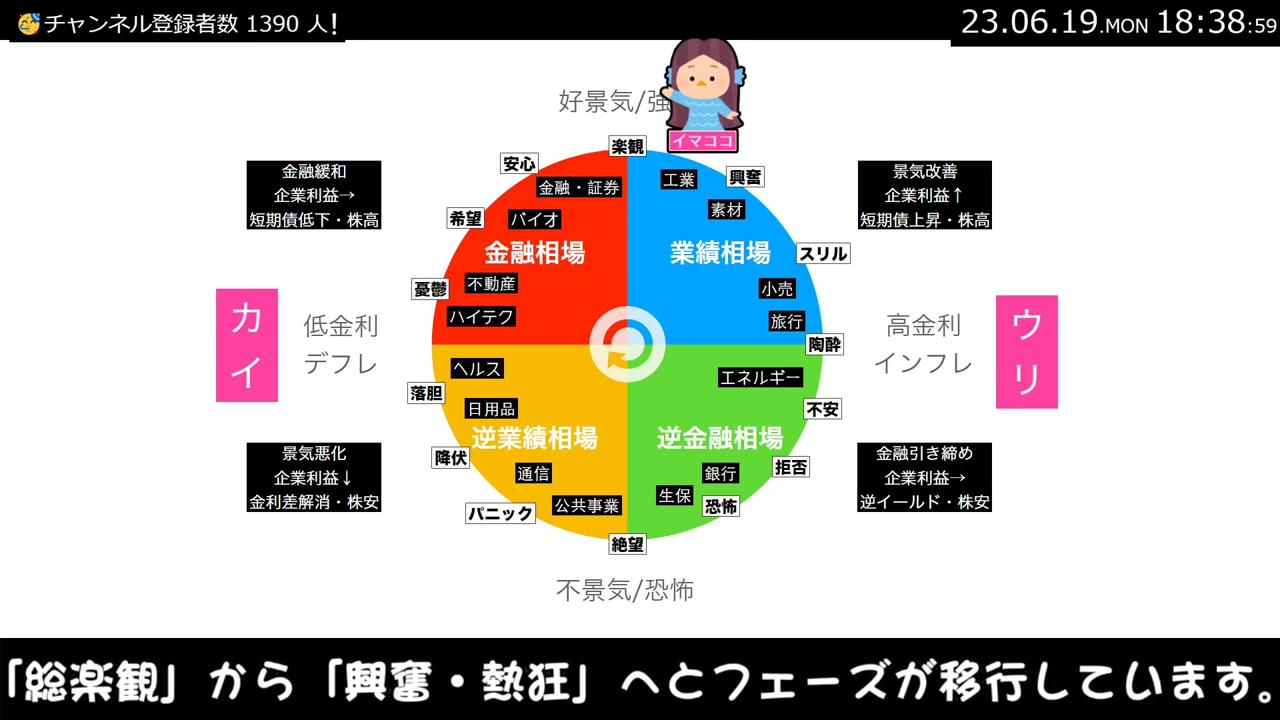 🥳チャンネル登録者数 1390 人!
23.06.19.MON 18:38:59
好景気/強
イマココ
楽観
安心
金融・証券
希望
バイオ
金融相場
憂鬱
不動産
ハイテク
工業
興奮
素材
業績相場
スリル
小売
旅行
陶酔
金融緩和
企業利益→
短期債低下・株高
景気改善
企業利益↑
短期債上昇・株高
カイ
低金利
デフレ
高金利
インフレ
ウリ
ヘルス
落胆
日用品
逆業績相場
降伏
通信
パニック
公共事業
絶望
エネルギー
不安
逆金融相場
拒否
銀行
生保
恐怖
景気悪化
企業利益↓
金利差解消・株安
金融引き締め
企業利益→
逆イールド・株安
不景気/恐怖
「総楽観」から「興奮・熱狂」へとフェーズが移行しています。